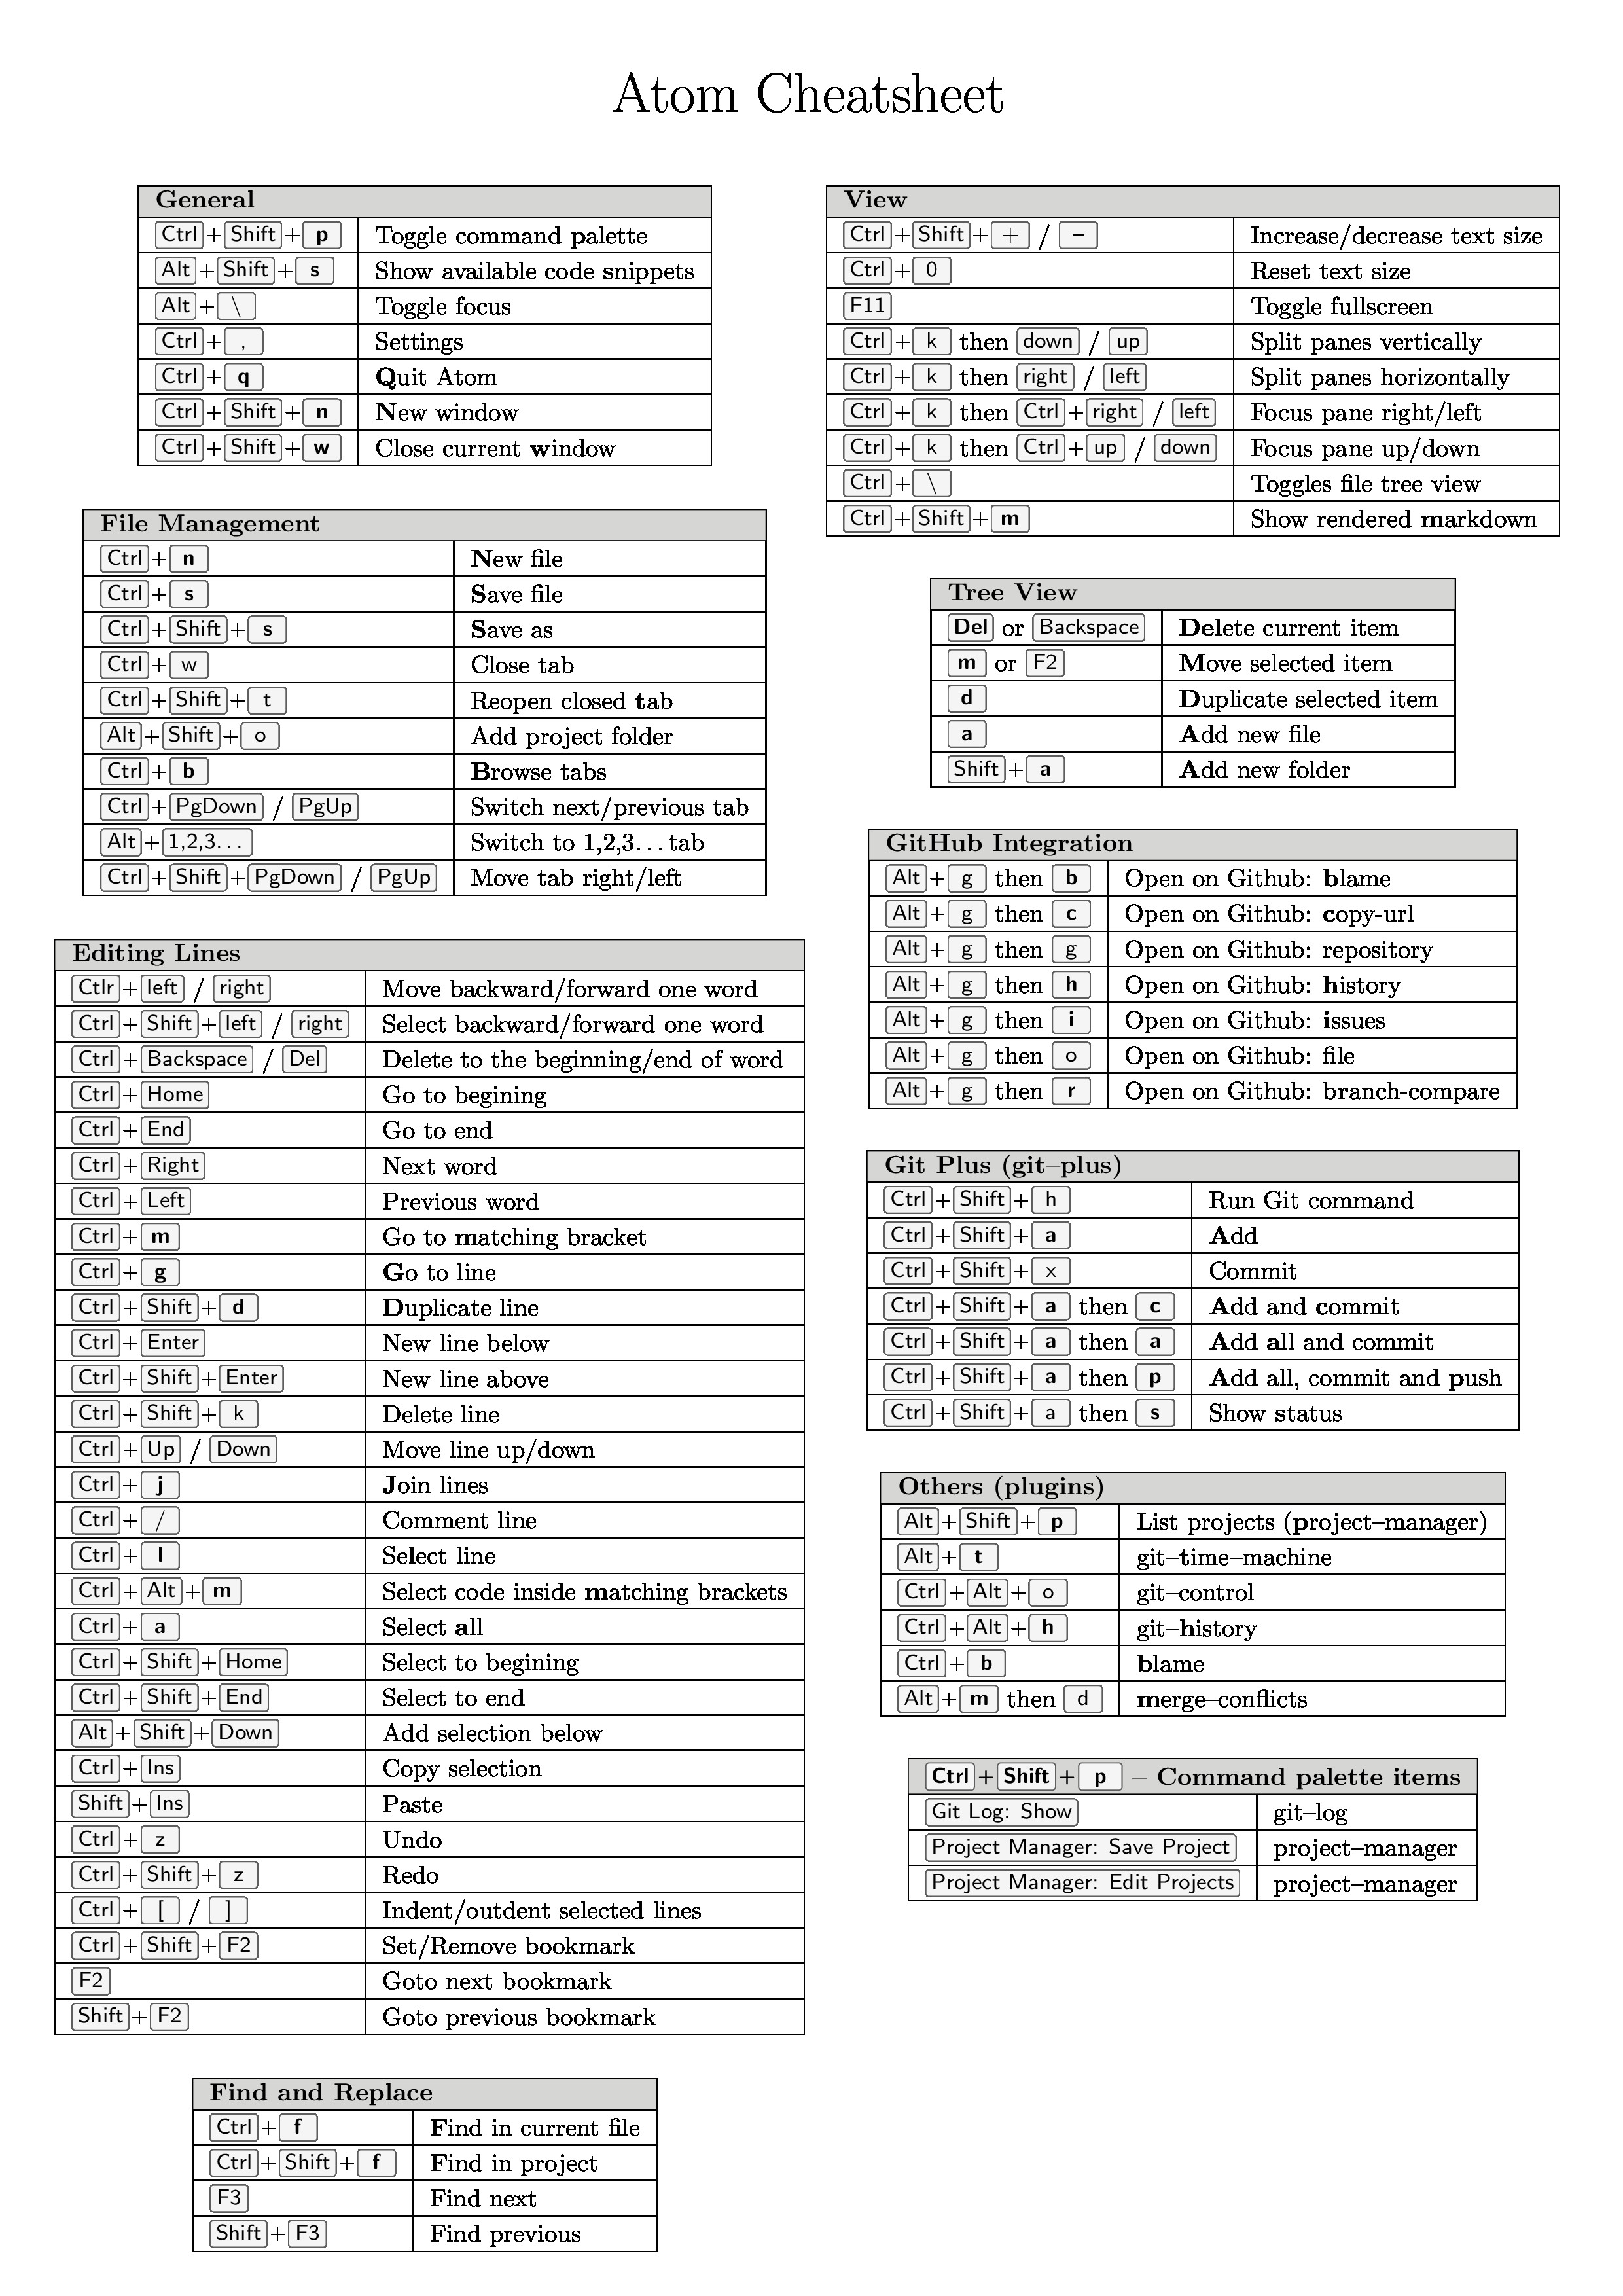 Atom Cheatsheet
General
Ctrl+Shift+p Toggle command palette
Alt+Shift+s Show available code snippets
Alt+\ Toggle focus
Ctrl+, Settings
Ctrl+q Quit Atom
Ctrl+Shift+n New window
Ctrl+Shift+w Close current window
File Management
Ctrl+n New file
Ctrl+s Save file
Ctrl+Shift+s Save as
Ctrl+w Close tab
Ctrl+Shift+t Reopen closed tab
Alt+Shift+o Add project folder
Ctrl+b Browse tabs
Ctrl+PgDown / PgUp Switch next/previous tab
Alt+1,2,3... Switch to 1,2,3...tab
Ctrl+Shift+PgDown / PgUp Move tab right/left
Editing Lines
Ctlr+left / right Move backward/forward one word
Ctrl+Shift+left / right Select backward/forward one word
Ctrl+Backspace / Del Delete to the beginning/end of word
Ctrl+Home Go to begining
Ctrl+End Go to end
Ctrl+Right Next word
Ctrl+Left Previous word
Ctrl+m Go to matching bracket
Ctrl+g Go to line
Ctrl+Shift+d Duplicate line
Ctrl+Enter New line below
Ctrl+Shift+Enter New line above
Ctrl+Shift+k Delete line
Ctrl+Up / Down Move line up/down
Ctrl+j Join lines
Ctrl+/ Comment line
Ctrl+l Select line
Ctrl+Alt+m Select code inside matching brackets
Ctrl+a Select all
Ctrl+Shift+Home Select to begining
Ctrl+Shift+End Select to end
Alt+Shift+Down Add selection below
Ctrl+Ins Copy selection
Shift+Ins Paste
Ctrl+z Undo
Ctrl+Shift+z Redo
Ctrl+[ / ] Indent/outdent selected lines
Ctrl+Shift+F2 Set/Remove bookmark
F2 Goto next bookmark
Shift+F2 Goto previous bookmark
Find and Replace
Ctrl+f Find in current file
Ctrl+Shift+f Find in project
F3 Find next
Shift+F3 Find previous
View
Ctrl+Shift++ / − Increase/decrease text size
Ctrl+0 Reset text size
F11 Toggle fullscreen
Ctrl+k then down / up Split panes vertically
Ctrl+k then right / left Split panes horizontally
Ctrl+k then Ctrl+right / left Focus pane right/left
Ctrl+k then Ctrl+up / down Focus pane up/down
Ctrl+\ Toggles file tree view
Ctrl+Shift+m Show rendered markdown
Tree View
Del or Backspace Delete current item
m or F2 Move selected item
d Duplicate selected item
a Add new file
Shift+a Add new folder
GitHub Integration
Alt+g then b Open on Github: blame
Alt+g then c Open on Github: copy-url
Alt+g then g Open on Github: repository
Alt+g then h Open on Github: history
Alt+g then i Open on Github: issues
Alt+g then o Open on Github: file
Alt+g then r Open on Github: branch-compare
Git Plus (git–plus)
Ctrl+Shift+h Run Git command
Ctrl+Shift+a Add
Ctrl+Shift+x Commit
Ctrl+Shift+a then c Add and commit
Ctrl+Shift+a then a Add all and commit
Ctrl+Shift+a then p Add all, commit and push
Ctrl+Shift+a then s Show status
Others (plugins)
Alt+Shift+p List projects (project–manager)
Alt+t git–time–machine
Ctrl+Alt+o git–control
Ctrl+Alt+h git–history
Ctrl+b blame
Alt+m then d merge–conflicts
Ctrl+Shift+p – Command palette items
Git Log: Show git–log
Project Manager: Save Project project–manager
Project Manager: Edit Projects project–manager